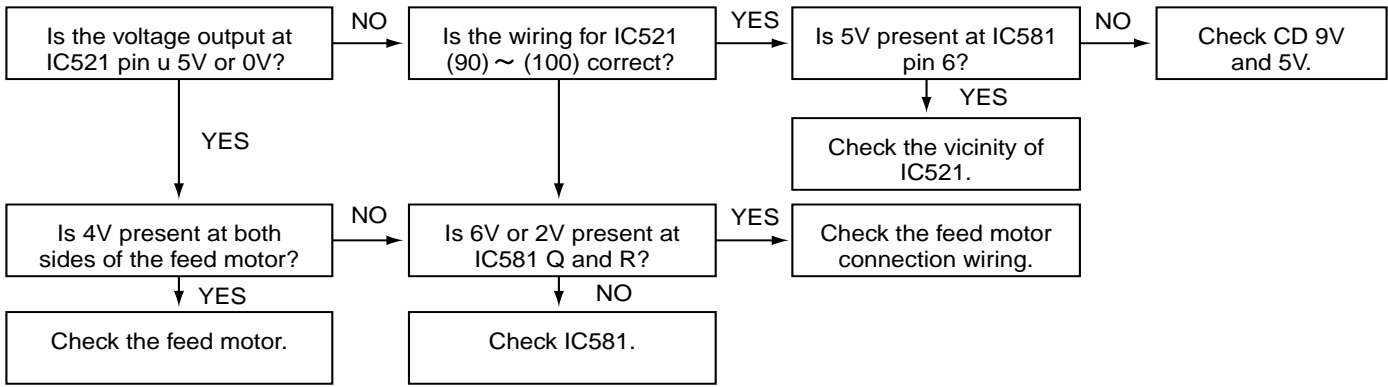 Is the voltage output at
IC521 pin u 5V or 0V?
NO
Is the wiring for IC521
(90) ~ (100) correct?
YES
Is 5V present at IC581
pin 6?
NO
Check CD 9V
and 5V.
YES
Check the vicinity of
IC521.
YES
Is 4V present at both
sides of the feed motor?
NO
Is 6V or 2V present at
IC581 Q and R?
YES
Check the feed motor
connection wiring.
YES
Check the feed motor.
NO
Check IC581.